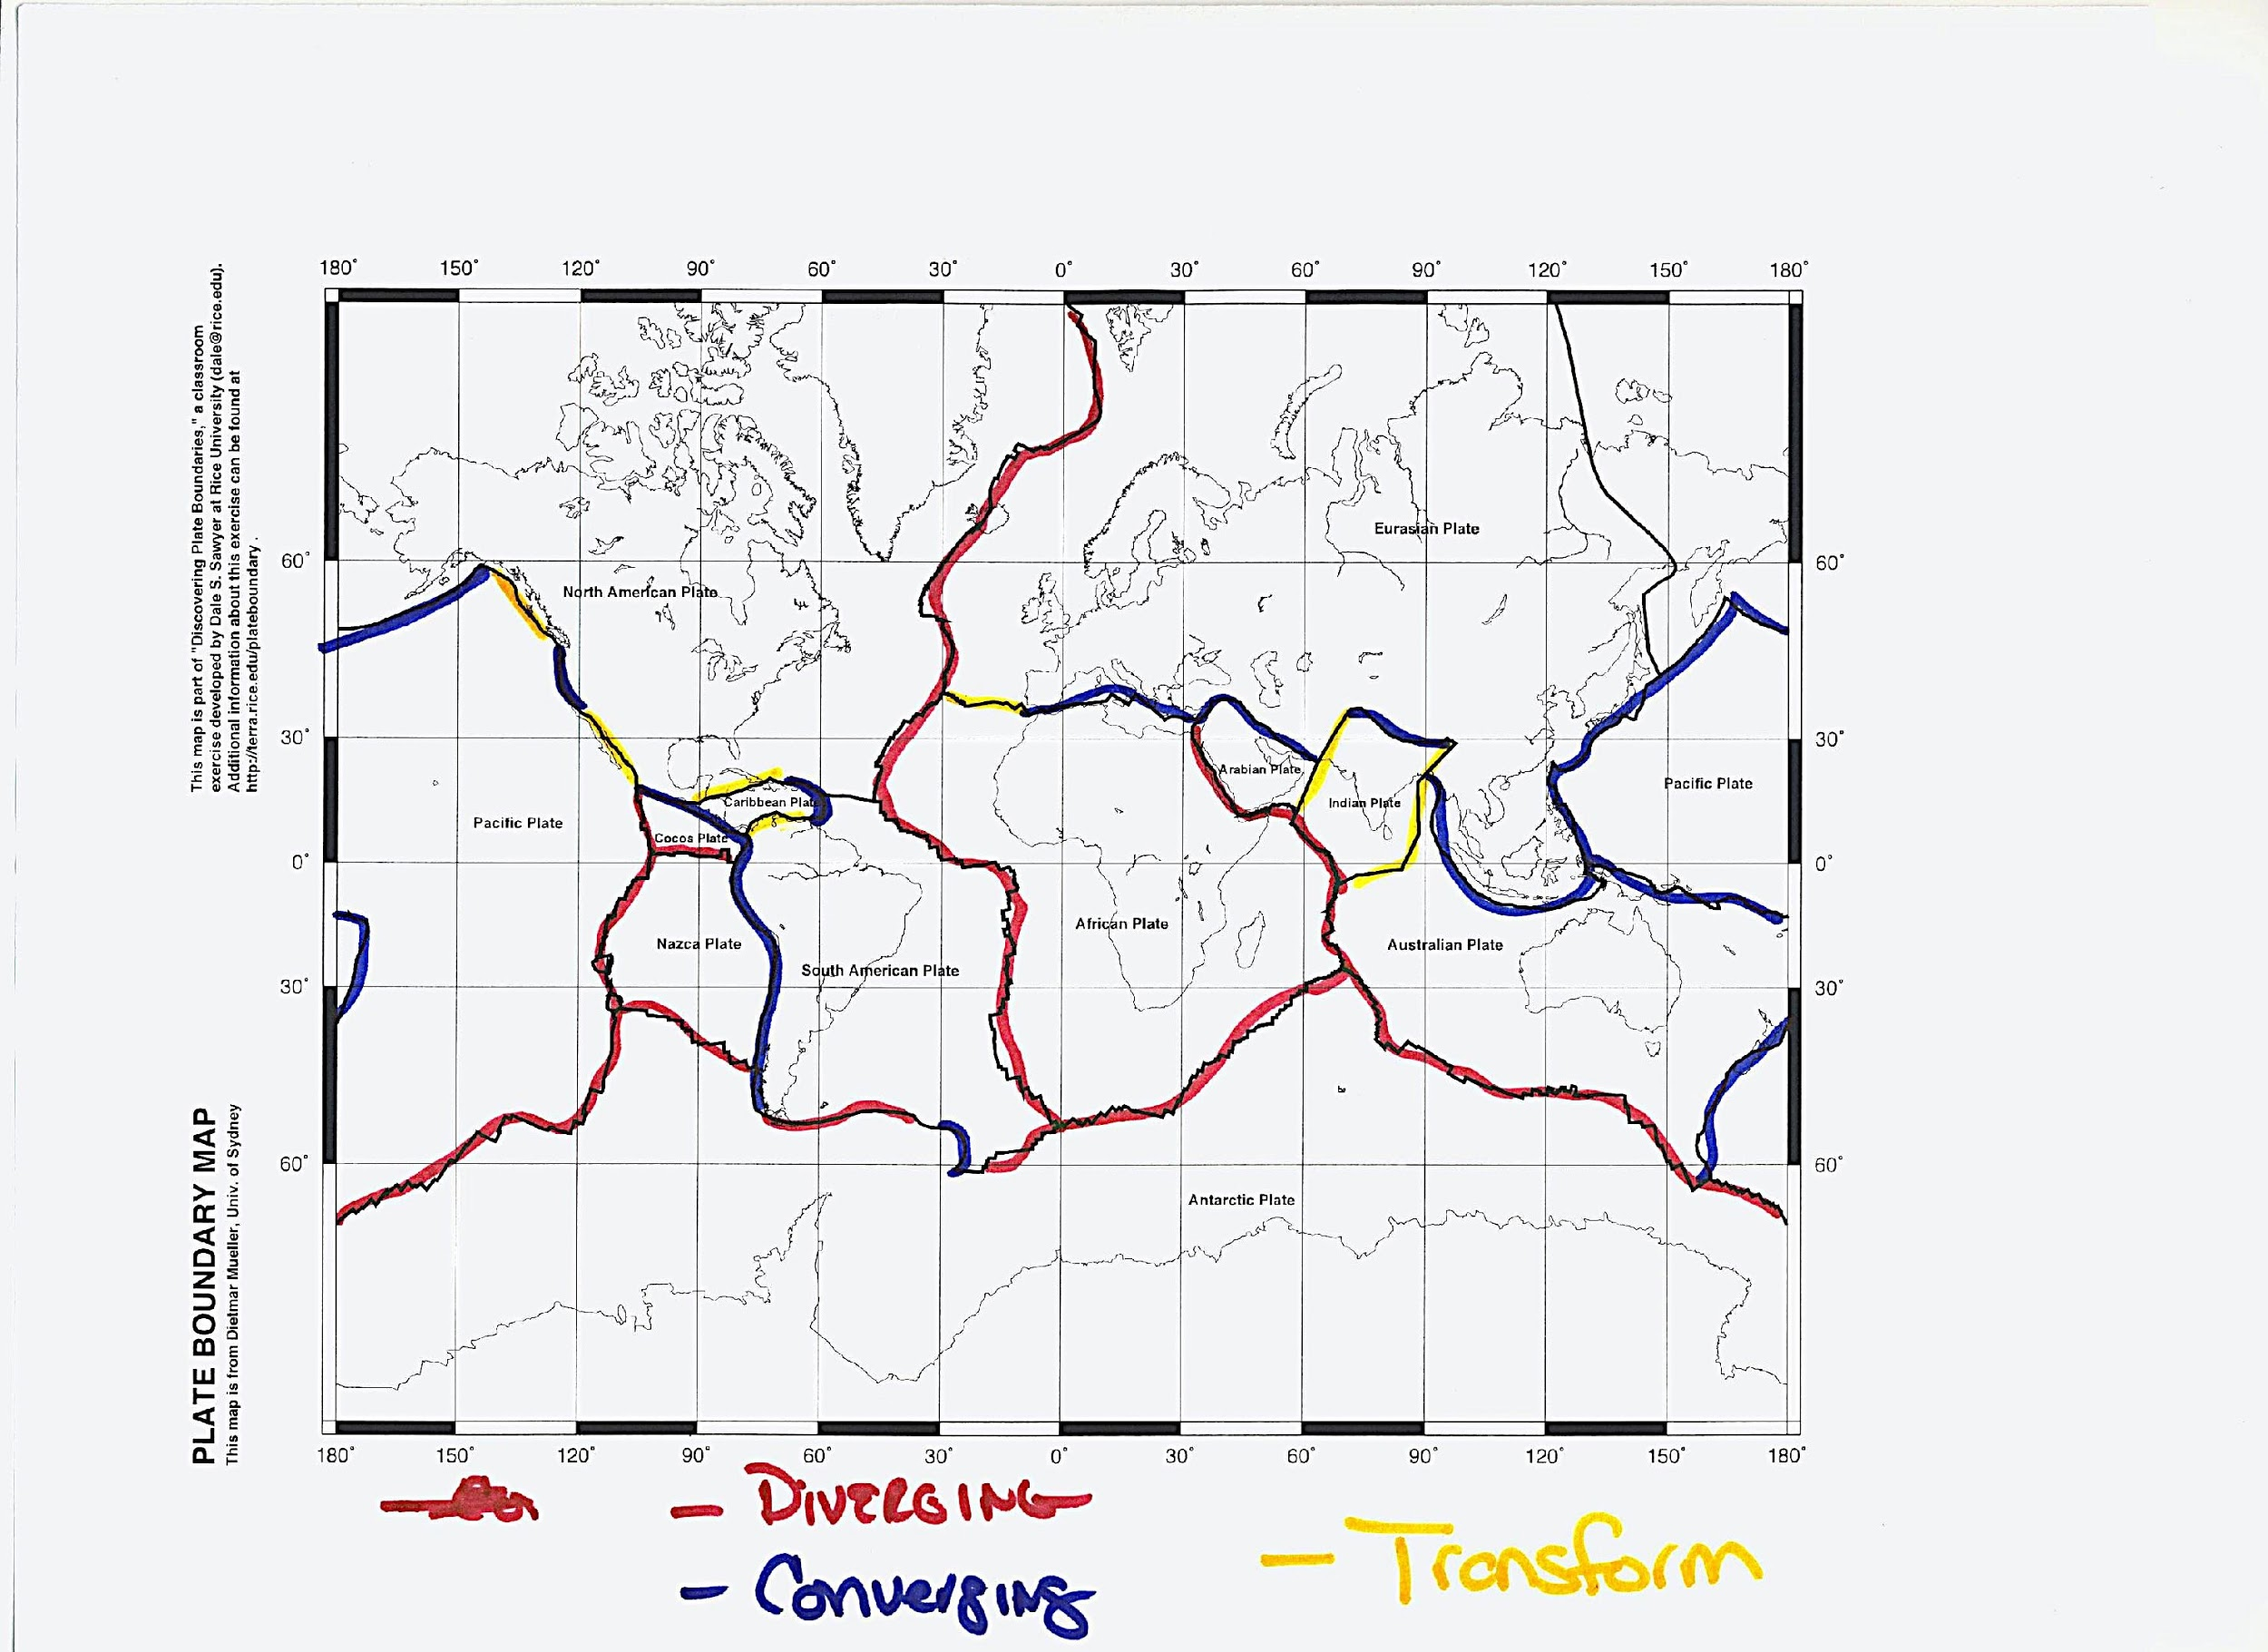 This map is part of "Discovering Plate Boundaries," a classroom
exercise developed by Dale S. Sawyer at Rice University (dale@rice.edu).
Additional information about this exercise can be found at
http://terra.rice.edu/plateboundary .
PLATE BOUNDARY MAP
This map is from Dietmar Mueller, Univ. of Sydney
180° 150° 120° 90° 60° 30° 0° 30° 60° 90° 120° 150° 180°
Eurasian Plate
60° 60°
North American Plate
30° 30°
Arabian Plate
Pacific Plate
Caribbean Plat
Indian Plate
Pacific Plate
Cocos Plate
0° 0°
African Plate
Nazca Plate
Australian Plate
South American Plate
30° 30°
60° 60°
Antarctic Plate
180° 150° 120° 90° 60° 30° 0° 30° 60° 90° 120° 150° 180°
— DIVERGING
— Converging
— Transform